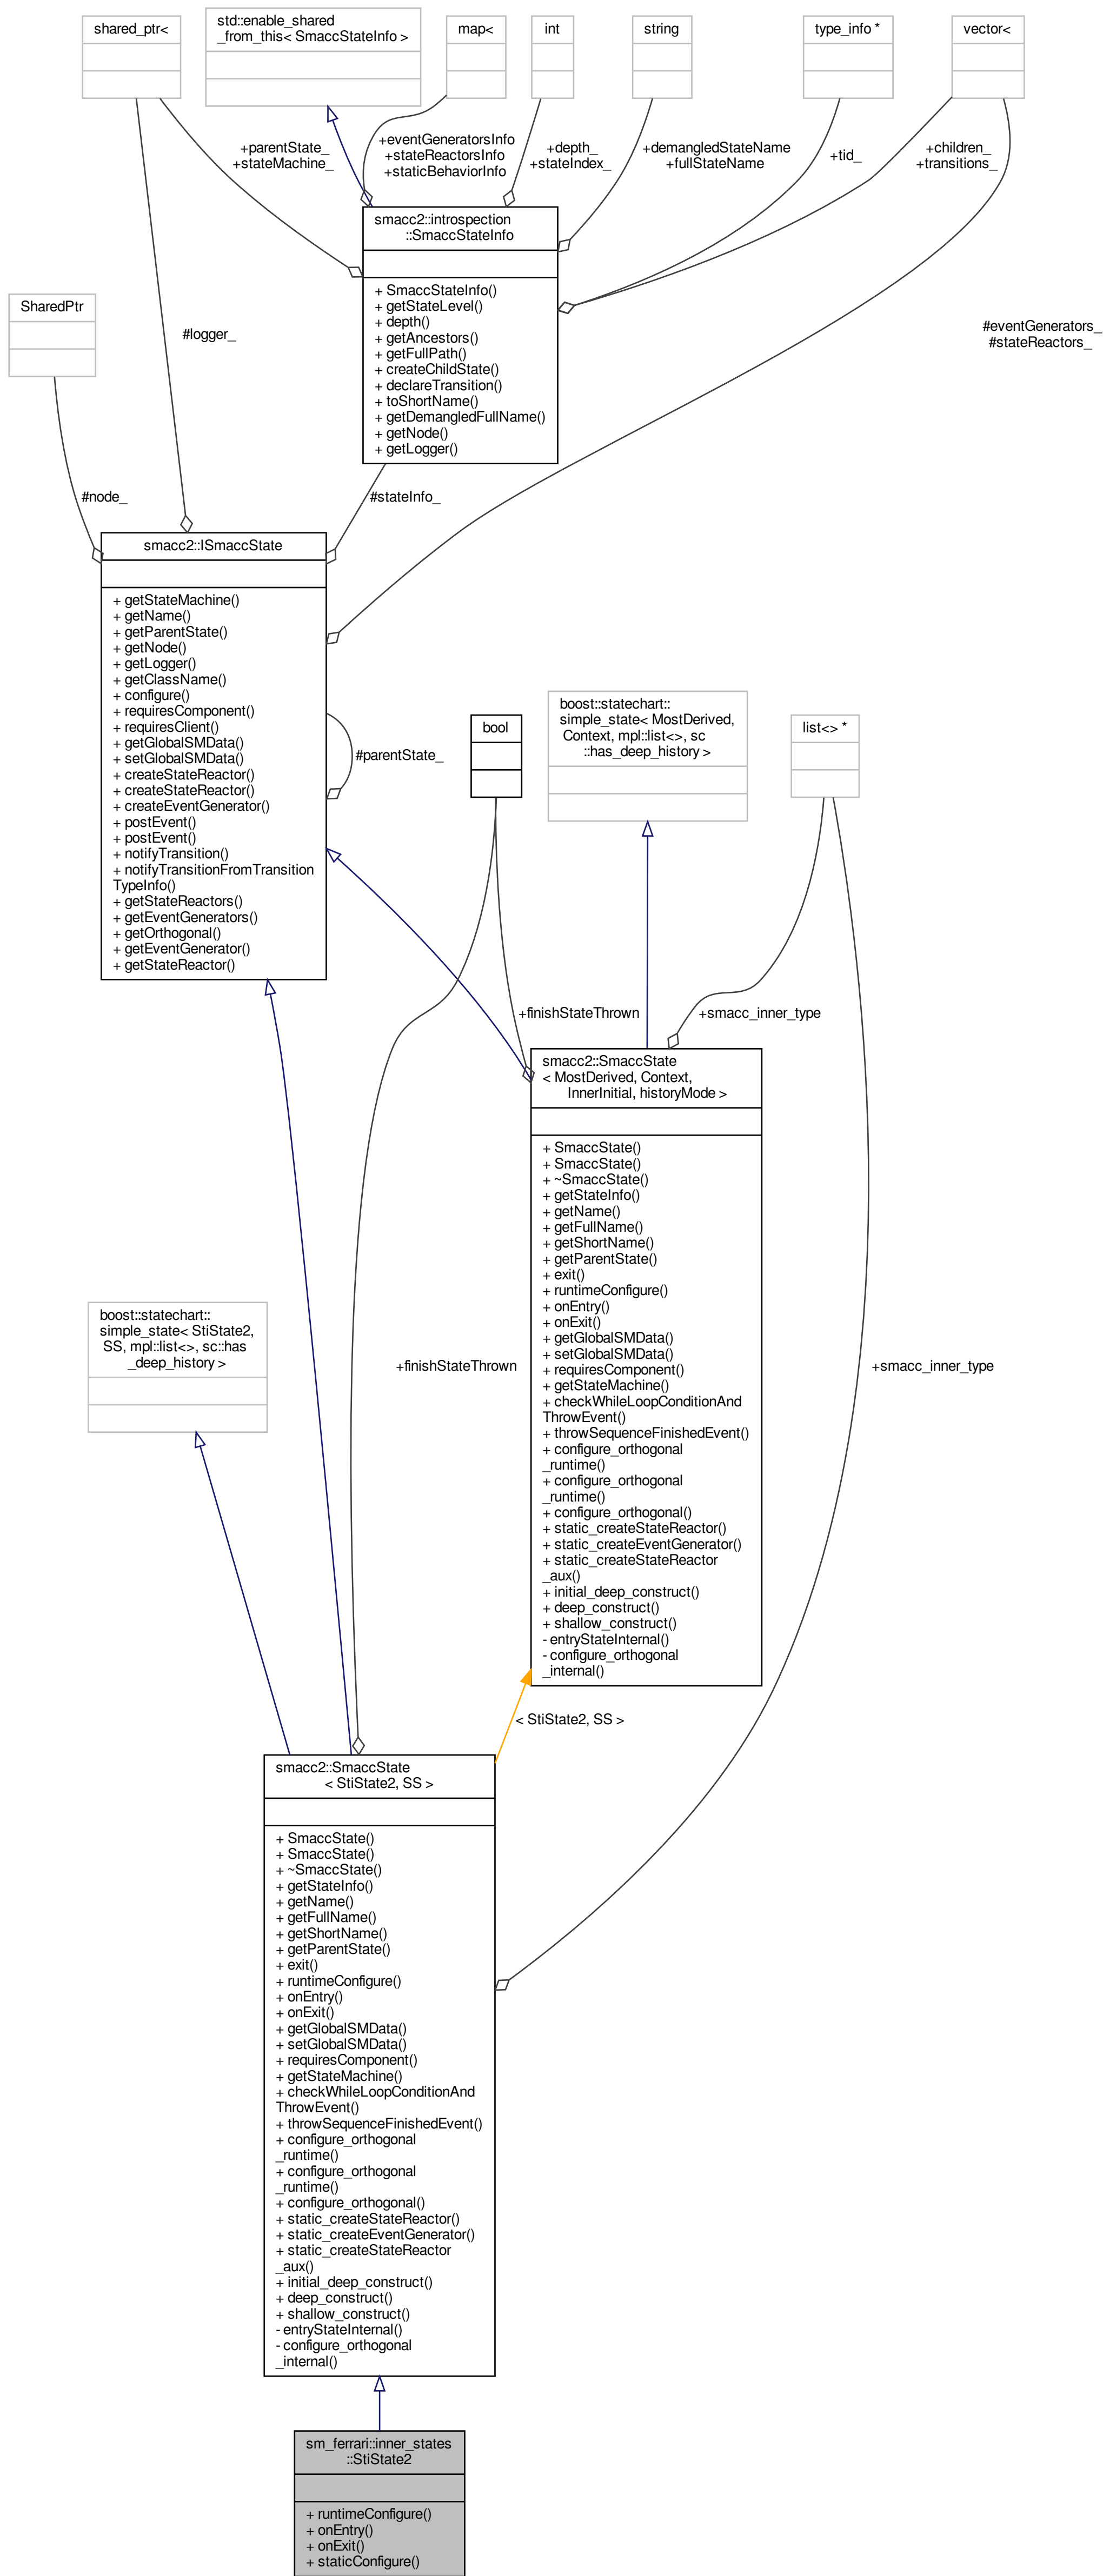 shared_ptr<
std::enable_shared
_from_this< SmaccStateInfo >
map<
int
string
type_info *
vector<
+parentState_
+stateMachine_
+eventGeneratorsInfo
+stateReactorsInfo
+staticBehaviorInfo
+depth_
+stateIndex_
+demangledStateName
+fullStateName
+tid_
+children_
+transitions_
smacc2::introspection
::SmaccStateInfo
+ SmaccStateInfo()
+ getStateLevel()
+ depth()
+ getAncestors()
+ getFullPath()
+ createChildState()
+ declareTransition()
+ toShortName()
+ getDemangledFullName()
+ getNode()
+ getLogger()
SharedPtr
#logger_
#eventGenerators_
#stateReactors_
#node_
#stateInfo_
smacc2::ISmaccState
+ getStateMachine()
+ getName()
+ getParentState()
+ getNode()
+ getLogger()
+ getClassName()
+ configure()
+ requiresComponent()
+ requiresClient()
+ getGlobalSMData()
+ setGlobalSMData()
+ createStateReactor()
+ createStateReactor()
+ createEventGenerator()
+ postEvent()
+ postEvent()
+ notifyTransition()
+ notifyTransitionFromTransition
TypeInfo()
+ getStateReactors()
+ getEventGenerators()
+ getOrthogonal()
+ getEventGenerator()
+ getStateReactor()
#parentState_
bool
boost::statechart::
simple_state< MostDerived,
Context, mpl::list<>, sc
::has_deep_history >
list<> *
+finishStateThrown
+smacc_inner_type
smacc2::SmaccState
< MostDerived, Context,
InnerInitial, historyMode >
+ SmaccState()
+ SmaccState()
+ ~SmaccState()
+ getStateInfo()
+ getName()
+ getFullName()
+ getShortName()
+ getParentState()
+ exit()
+ runtimeConfigure()
+ onEntry()
+ onExit()
+ getGlobalSMData()
+ setGlobalSMData()
+ requiresComponent()
+ getStateMachine()
+ checkWhileLoopConditionAnd
ThrowEvent()
+ throwSequenceFinishedEvent()
+ configure_orthogonal
_runtime()
+ configure_orthogonal
_runtime()
+ configure_orthogonal()
+ static_createStateReactor()
+ static_createEventGenerator()
+ static_createStateReactor
_aux()
+ initial_deep_construct()
+ deep_construct()
+ shallow_construct()
- entryStateInternal()
- configure_orthogonal
_internal()
boost::statechart::
simple_state< StiState2,
SS, mpl::list<>, sc::has
_deep_history >
+finishStateThrown
+smacc_inner_type
< StiState2, SS >
smacc2::SmaccState
< StiState2, SS >
+ SmaccState()
+ SmaccState()
+ ~SmaccState()
+ getStateInfo()
+ getName()
+ getFullName()
+ getShortName()
+ getParentState()
+ exit()
+ runtimeConfigure()
+ onEntry()
+ onExit()
+ getGlobalSMData()
+ setGlobalSMData()
+ requiresComponent()
+ getStateMachine()
+ checkWhileLoopConditionAnd
ThrowEvent()
+ throwSequenceFinishedEvent()
+ configure_orthogonal
_runtime()
+ configure_orthogonal
_runtime()
+ configure_orthogonal()
+ static_createStateReactor()
+ static_createEventGenerator()
+ static_createStateReactor
_aux()
+ initial_deep_construct()
+ deep_construct()
+ shallow_construct()
- entryStateInternal()
- configure_orthogonal
_internal()
sm_ferrari::inner_states
::StiState2
+ runtimeConfigure()
+ onEntry()
+ onExit()
+ staticConfigure()